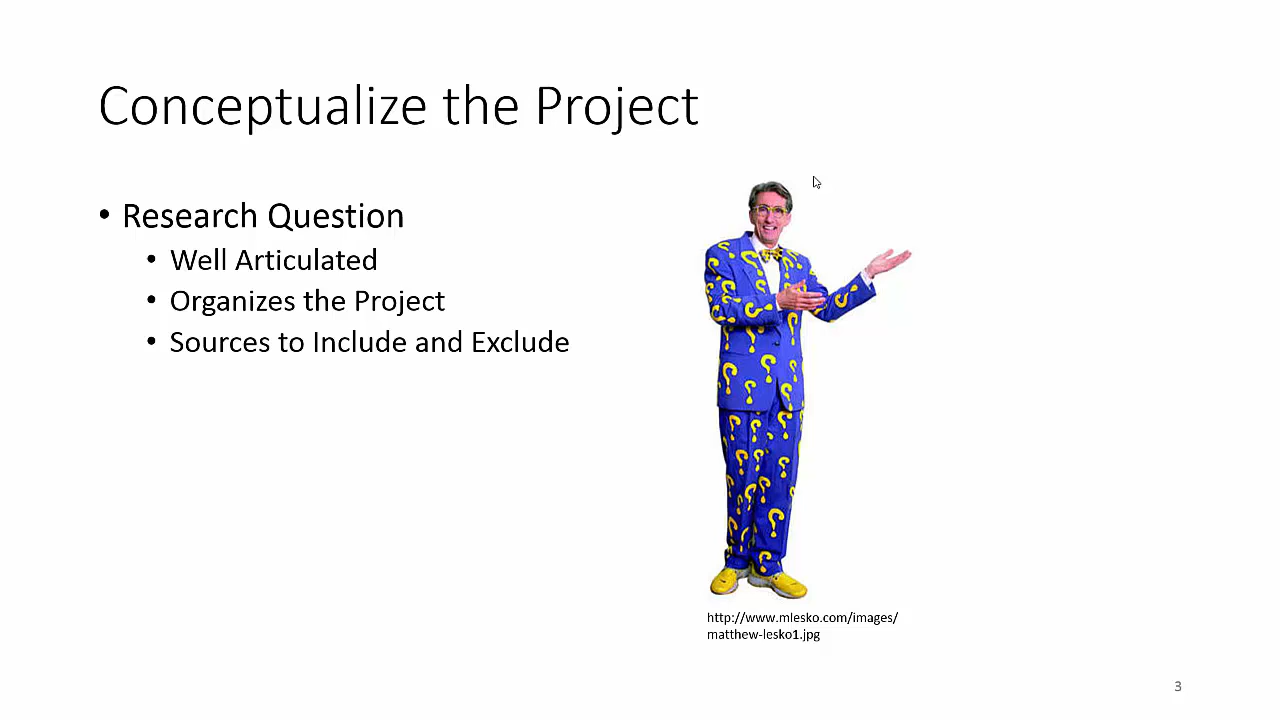 Conceptualize the Project
• Research Question
• Well Articulated
• Organizes the Project
• Sources to Include and Exclude
http://www.mlesko.com/images/
matthew-lesko1.jpg
3